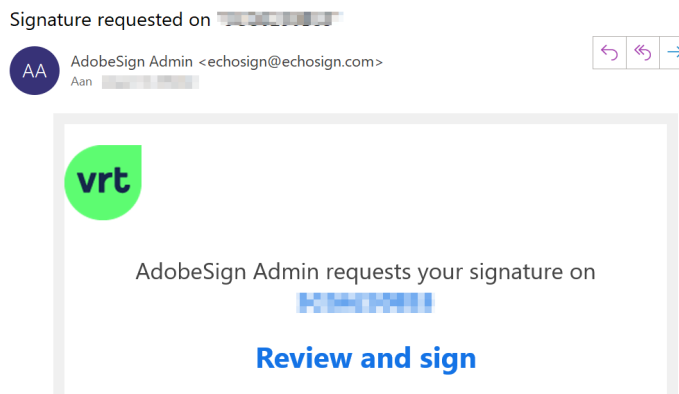 Signature requested on
AA
AdobeSign Admin <echosign@echosign.com>
Aan
vrt
AdobeSign Admin requests your signature on
Review and sign